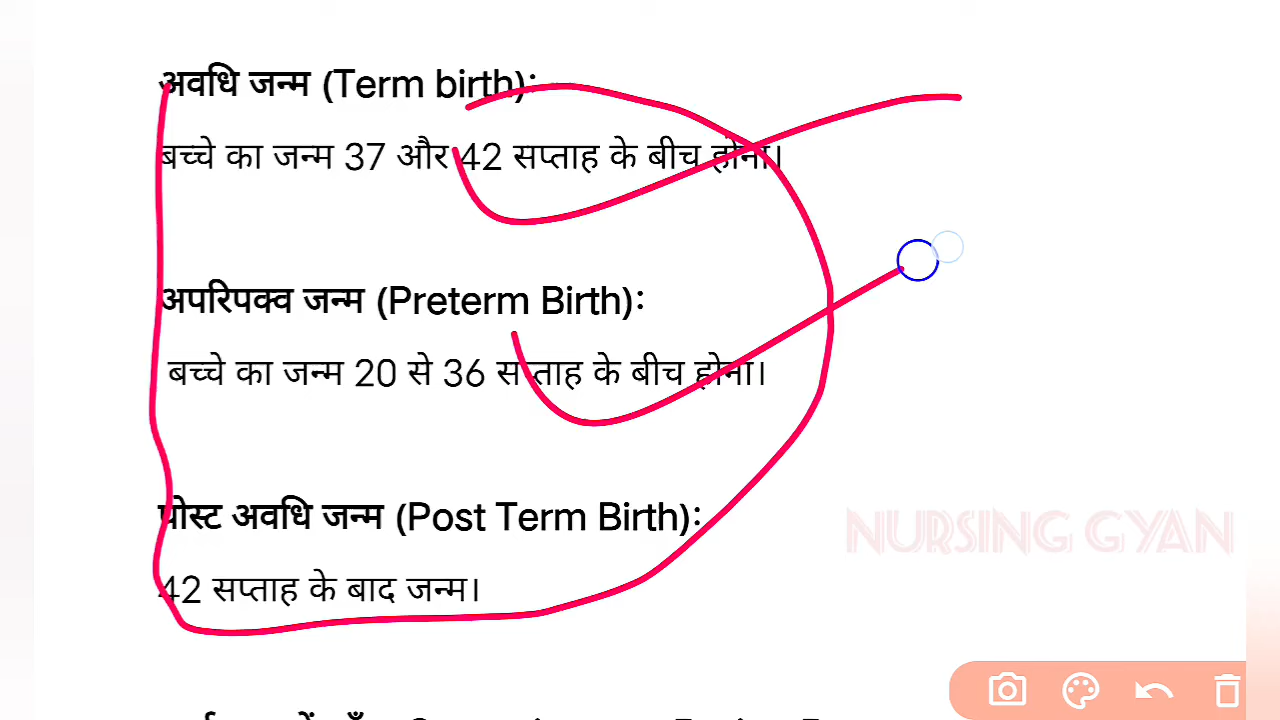 अवधि जन्म (Term birth):
बच्चे का जन्म 37 और 42 सप्ताह के बीच होना।
अपरिपक्व जन्म (Preterm Birth):
बच्चे का जन्म 20 से 36 सप्ताह के बीच होना।
पोस्ट अवधि जन्म (Post Term Birth):
NURSING GYAN
42 सप्ताह के बाद जन्म।